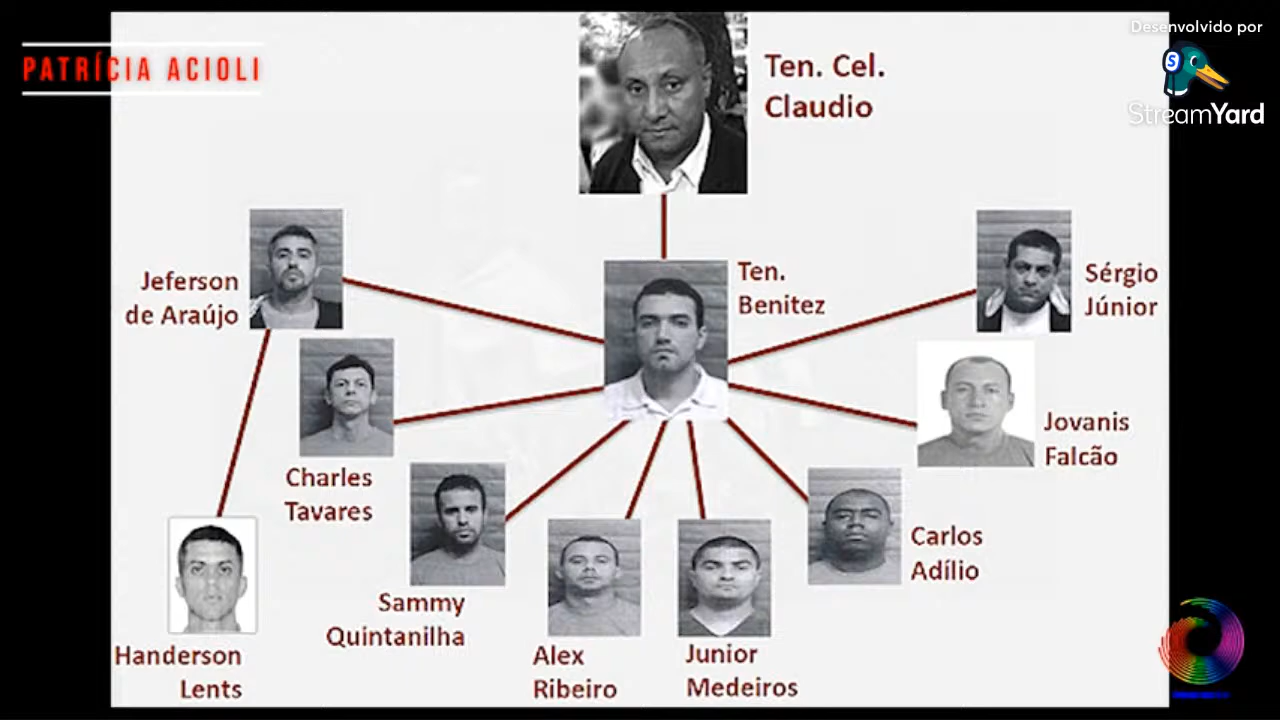 PATRÍCIA ACIOLI
Desenvolvido por
StreamYard
Ten. Cel.
Claudio
Ten.
Benitez
Jeferson
de Araújo
Sérgio
Júnior
Charles
Tavares
Jovanis
Falcão
Sammy
Quintanilha
Carlos
Adílio
Handerson
Lents
Alex
Ribeiro
Junior
Medeiros